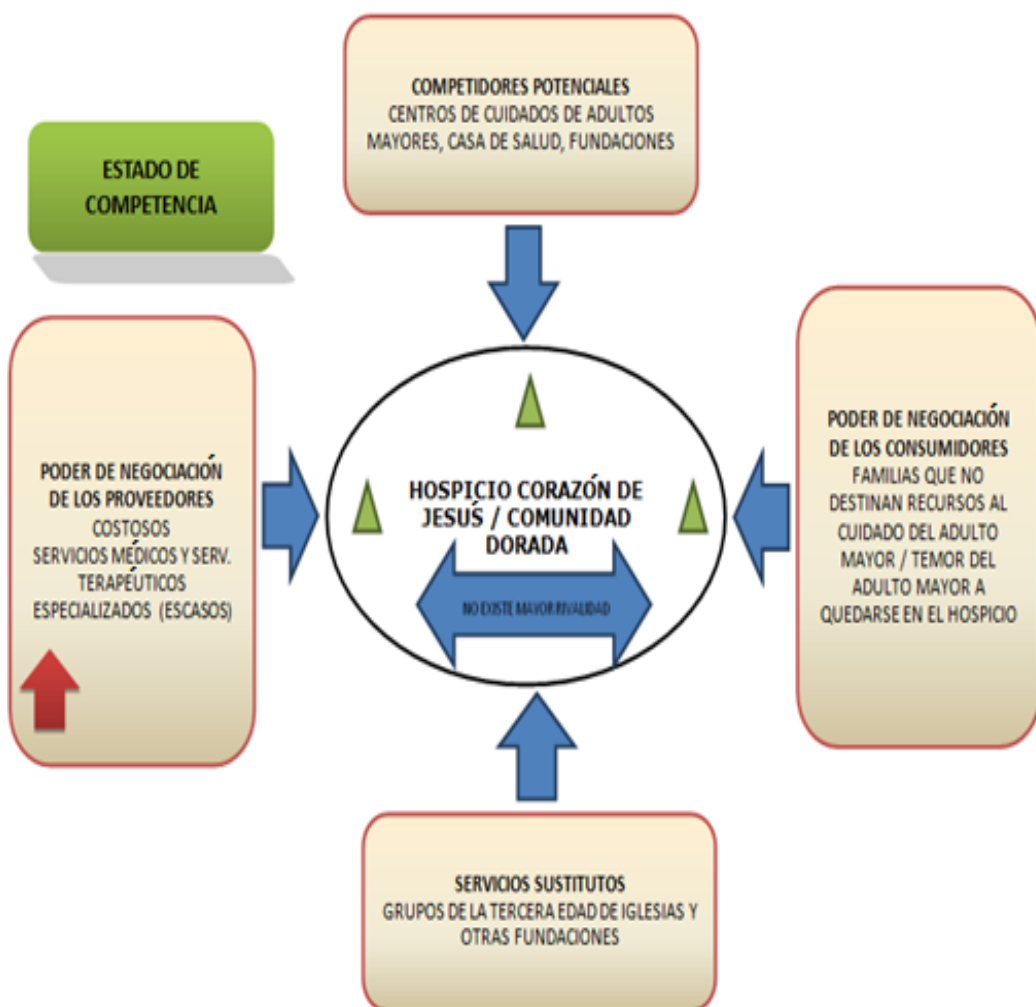 COMPETIDORES POTENCIALES
CENTROS DE CUIDADOS DE ADULTOS
MAYORES, CASA DE SALUD, FUNDACIONES
ESTADO DE
COMPETENCIA
PODER DE NEGOCIACIÓN
DE LOS PROVEEDORES
COSTOSOS
SERVICIOS MÉDICOS Y SERV.
TERAPÉUTICOS
ESPECIALIZADOS (ESCASOS)
HOSPICIO CORAZÓN DE
JESÚS / COMUNIDAD
DORADA
NO EXISTE MAYOR RIVALIDAD
PODER DE NEGOCIACIÓN
DE LOS CONSUMIDORES
FAMILIAS QUE NO
DESTINAN RECURSOS AL
CUIDADO DEL ADULTO
MAYOR / TEMOR DEL
ADULTO MAYOR A
QUEDARSE EN EL HOSPICIO
SERVICIOS SUSTITUTOS
GRUPOS DE LA TERCERA EDAD DE IGLESIAS Y
OTRAS FUNDACIONES